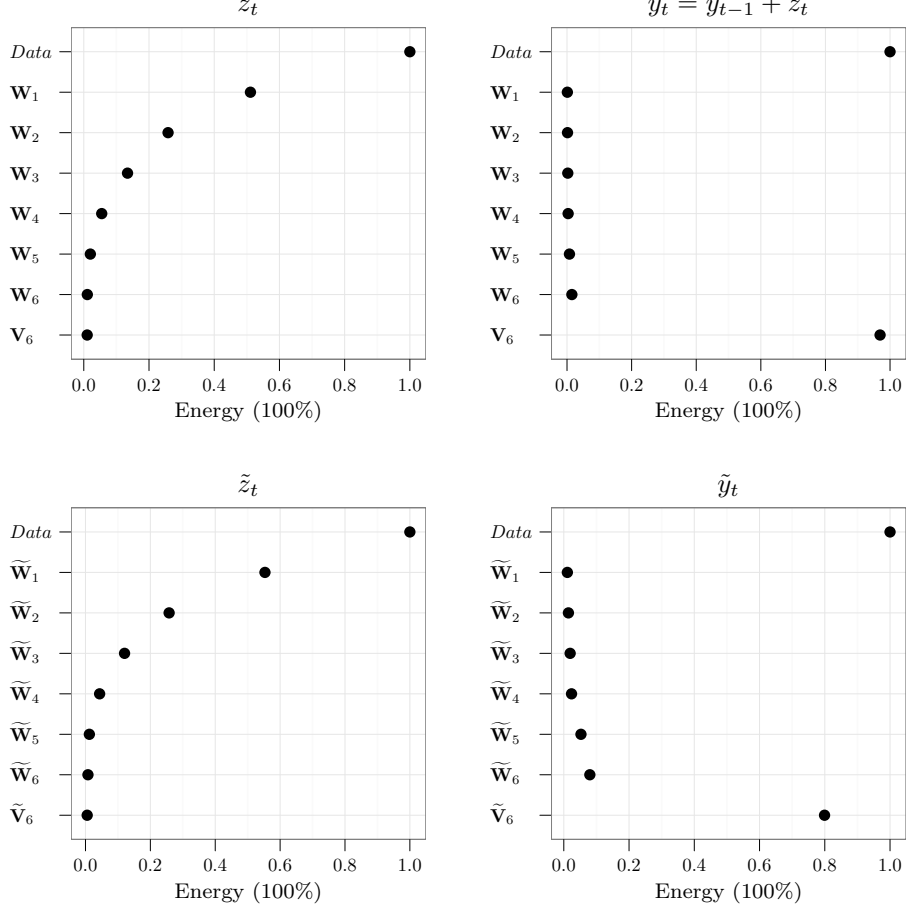 z_t
Data
W_1
W_2
W_3
W_4
W_5
W_6
V_6
0.0 0.2 0.4 0.6 0.8 1.0
Energy (100%)
y_t = y_{t−1} + z_t
Data
W_1
W_2
W_3
W_4
W_5
W_6
V_6
0.0 0.2 0.4 0.6 0.8 1.0
Energy (100%)
z̃_t
Data
W̃_1
W̃_2
W̃_3
W̃_4
W̃_5
W̃_6
Ṽ_6
0.0 0.2 0.4 0.6 0.8 1.0
Energy (100%)
ỹ_t
Data
W̃_1
W̃_2
W̃_3
W̃_4
W̃_5
W̃_6
Ṽ_6
0.0 0.2 0.4 0.6 0.8 1.0
Energy (100%)